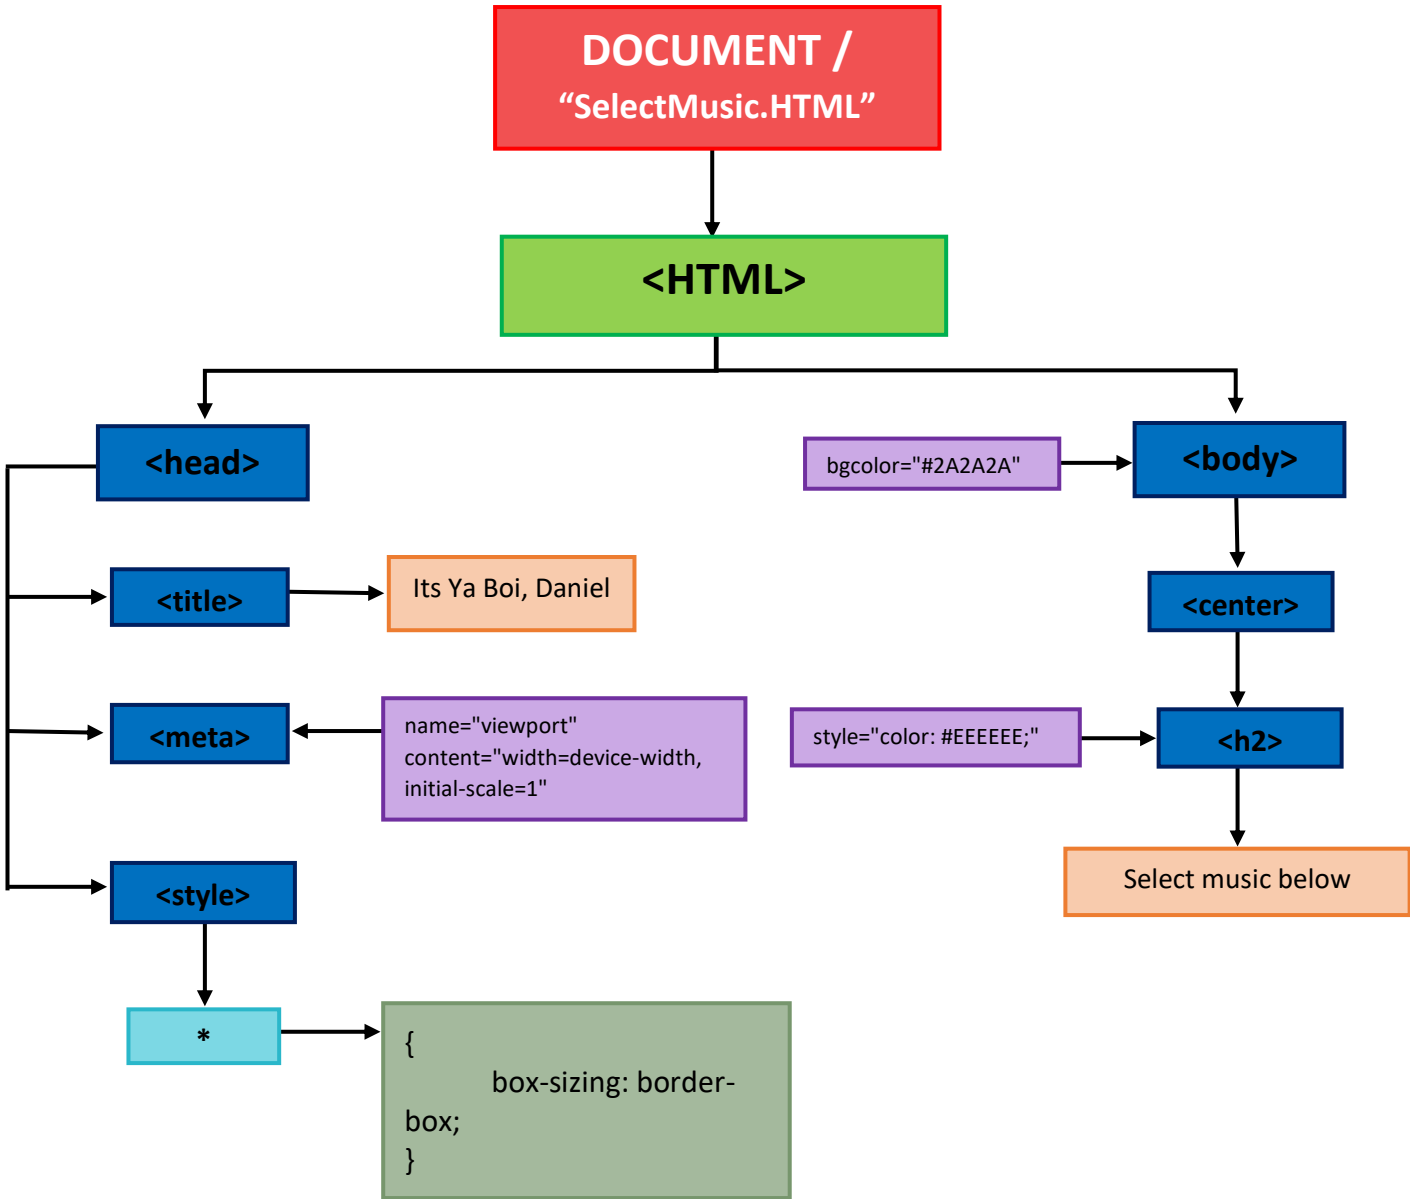 DOCUMENT /
“SelectMusic.HTML”
<HTML>
<head>
bgcolor="#2A2A2A"
<body>
<title>
Its Ya Boi, Daniel
<center>
<meta>
name="viewport"
content="width=device-width,
initial-scale=1"
style="color: #EEEEEE;"
<h2>
<style>
Select music below
*
{
box-sizing: border-
box;
}